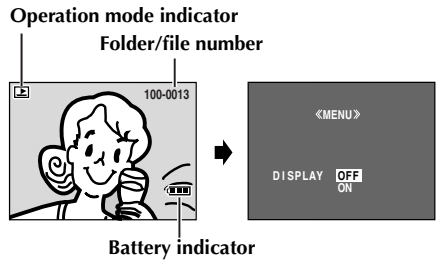 Operation mode indicator
Folder/file number
100-0013
Battery indicator
《MENU》
DISPLAY OFF
ON